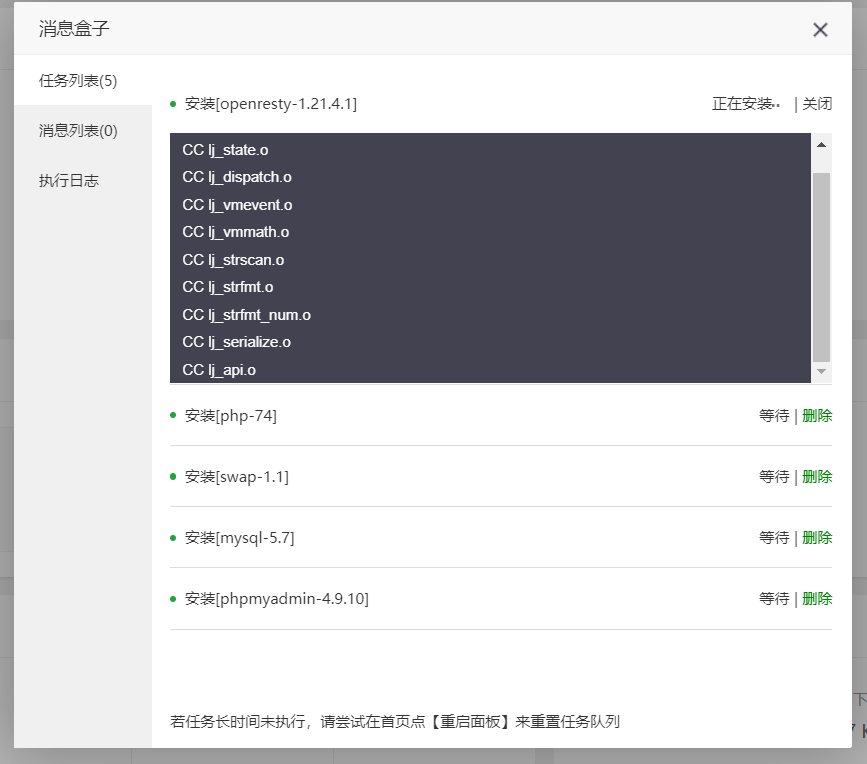 消息盒子
任务列表(5)
消息列表(0)
执行日志
安装[openresty-1.21.4.1] 正在安装.. | 关闭
CC lj_state.o
CC lj_dispatch.o
CC lj_vmevent.o
CC lj_vmmath.o
CC lj_strscan.o
CC lj_strfmt.o
CC lj_strfmt_num.o
CC lj_serialize.o
CC lj_api.o
安装[php-74] 等待 | 删除
安装[swap-1.1] 等待 | 删除
安装[mysql-5.7] 等待 | 删除
安装[phpmyadmin-4.9.10] 等待 | 删除
若任务长时间未执行，请尝试在首页点【重启面板】来重置任务队列
下